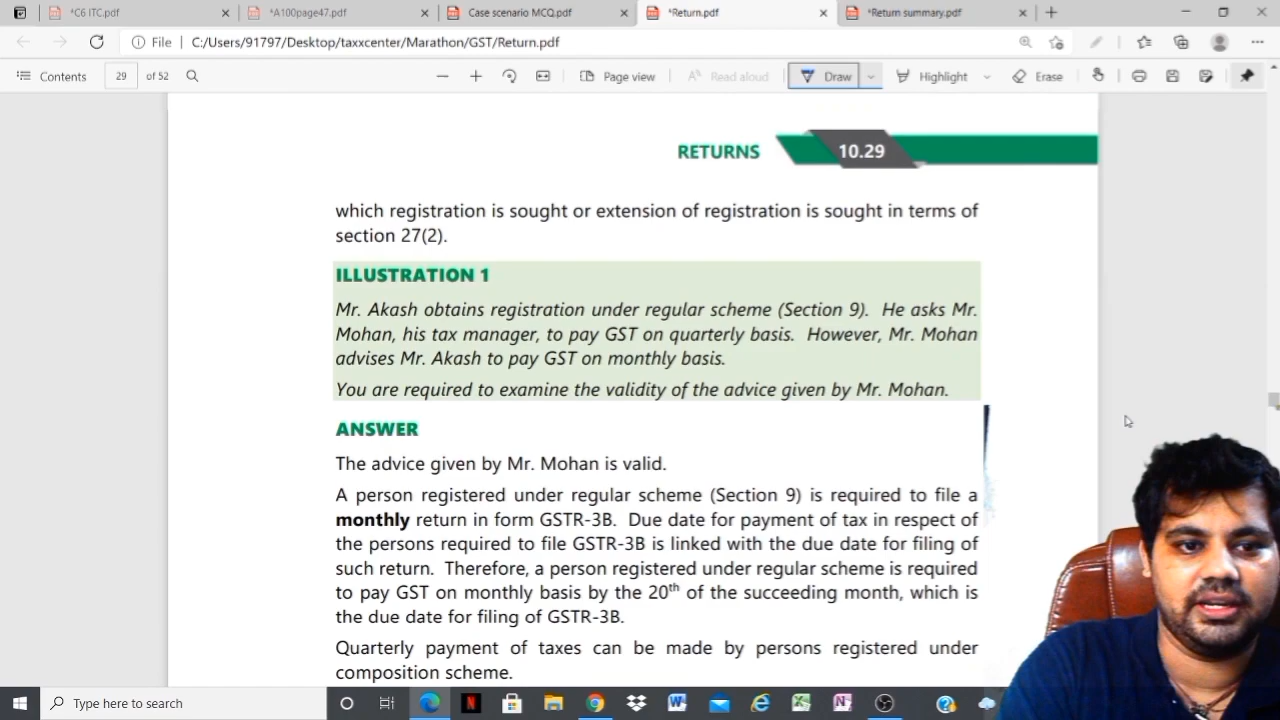 *C6 ITC.pdf
*A100page47.pdf
Case scenario MCQ.pdf
*Return.pdf
*Return summary.pdf
File
C:/Users/91797/Desktop/taxxcenter/Marathon/GST/Return.pdf
Contents
29
of 52
Page view
Read aloud
Draw
Highlight
Erase
RETURNS
10.29
which registration is sought or extension of registration is sought in terms of
section 27(2).
ILLUSTRATION 1
Mr. Akash obtains registration under regular scheme (Section 9). He asks Mr.
Mohan, his tax manager, to pay GST on quarterly basis. However, Mr. Mohan
advises Mr. Akash to pay GST on monthly basis.
You are required to examine the validity of the advice given by Mr. Mohan.
ANSWER
The advice given by Mr. Mohan is valid.
A person registered under regular scheme (Section 9) is required to file a
monthly return in form GSTR-3B. Due date for payment of tax in respect of
the persons required to file GSTR-3B is linked with the due date for filing of
such return. Therefore, a person registered under regular scheme is required
to pay GST on monthly basis by the 20th of the succeeding month, which is
the due date for filing of GSTR-3B.
Quarterly payment of taxes can be made by persons registered under
composition scheme.
Type here to search